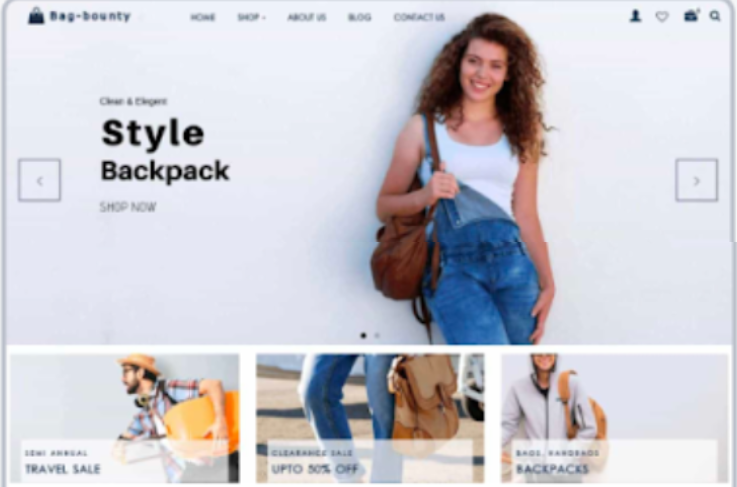 Bag-bounty
HOME SHOP ABOUT US BLOG CONTACT US
Clean & Elegent
Style
Backpack
SHOP NOW
SEMI ANNUAL
TRAVEL SALE
CLEARANCE SALE
UPTO 50% OFF
BAGS, HANDBAGS
BACKPACKS